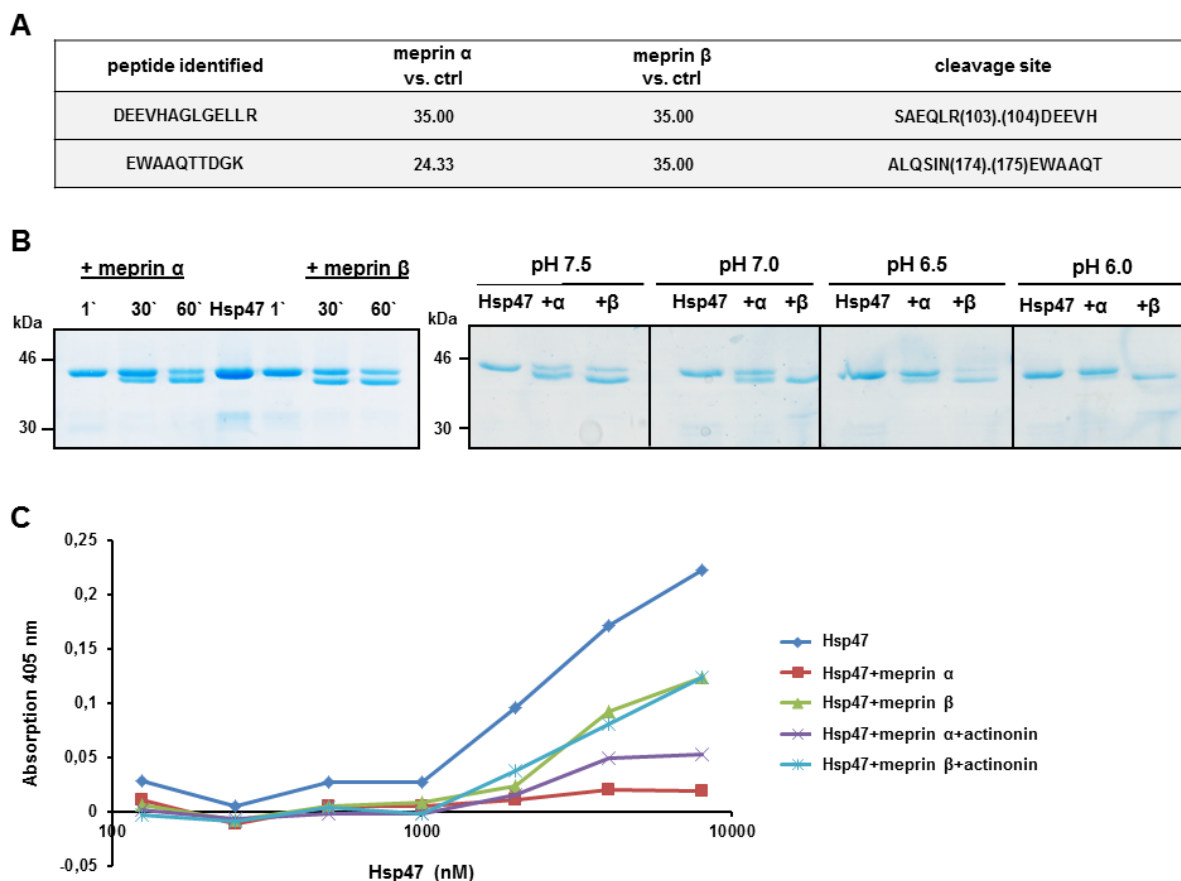 A
peptide identified
meprin α
vs. ctrl
meprin β
vs. ctrl
cleavage site
DEEVHAGLGELLR 35.00 35.00 SAEQLR(103).(104)DEEVH
EWAAQTTDGK 24.33 35.00 ALQSIN(174).(175)EWAAQT
B
+ meprin α + meprin β
1` 30` 60` Hsp47 1` 30` 60`
kDa
46
30
pH 7.5 pH 7.0 pH 6.5 pH 6.0
Hsp47 +α +β Hsp47 +α +β Hsp47 +α +β Hsp47 +α +β
kDa
46
30
C
0,25
0,2
0,15
0,1
0,05
0
-0,05
Absorption 405 nm
100 1000 10000
Hsp47 (nM)
Hsp47
Hsp47+meprin α
Hsp47+meprin β
Hsp47+meprin α+actinonin
Hsp47+meprin β+actinonin